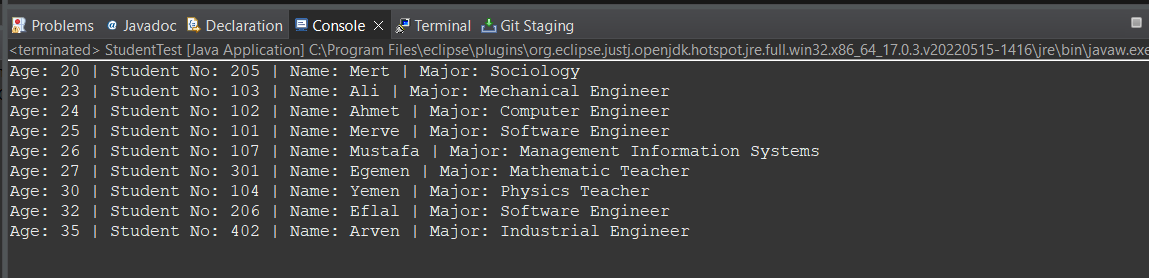 Problems @ Javadoc Declaration Console × Terminal Git Staging
<terminated> StudentTest [Java Application] C:\Program Files\eclipse\plugins\org.eclipse.justj.openjdk.hotspot.jre.full.win32.x86_64_17.0.3.v20220515-1416\jre\bin\javaw.exe
Age: 20 | Student No: 205 | Name: Mert | Major: Sociology
Age: 23 | Student No: 103 | Name: Ali | Major: Mechanical Engineer
Age: 24 | Student No: 102 | Name: Ahmet | Major: Computer Engineer
Age: 25 | Student No: 101 | Name: Merve | Major: Software Engineer
Age: 26 | Student No: 107 | Name: Mustafa | Major: Management Information Systems
Age: 27 | Student No: 301 | Name: Egemen | Major: Mathematic Teacher
Age: 30 | Student No: 104 | Name: Yemen | Major: Physics Teacher
Age: 32 | Student No: 206 | Name: Eflal | Major: Software Engineer
Age: 35 | Student No: 402 | Name: Arven | Major: Industrial Engineer